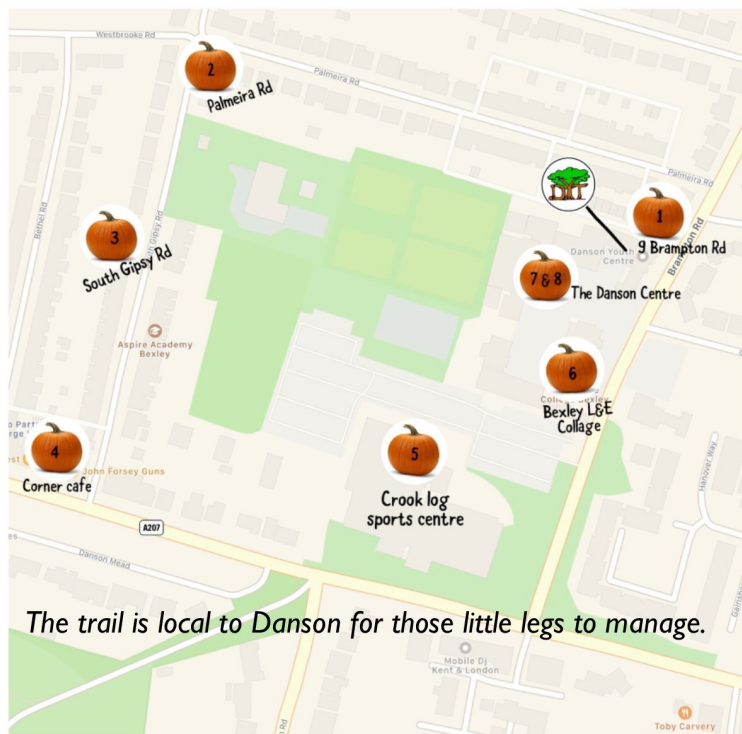 Westbrooke Rd
2
Palmeira Rd
Palmeira Rd
Palmeira Rd
1
9 Brampton Rd
Brampton Rd
Danson Youth
Centre
Bethel Rd
3
South Gipsy Rd
7 & 8
The Danson Centre
Aspire Academy
Bexley
6
Bexley L&E
Collage
4
Corner cafe
John Forsey Guns
5
Crook log
sports centre
Hanover Way
A207
Danson Mead
The trail is local to Danson for those little legs to manage.
Mobile Dj
Kent & London
Rd
Toby Carvery